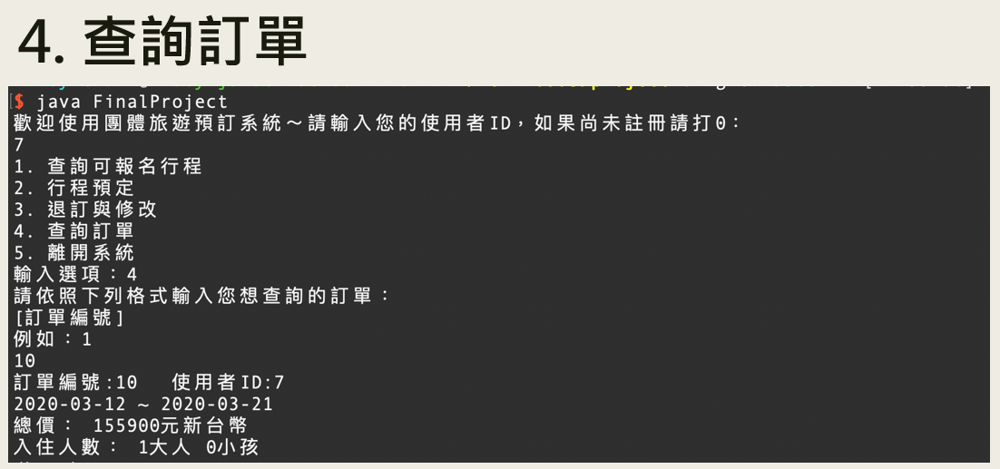 4. 查詢訂單
$ java FinalProject
歡迎使用團體旅遊預訂系統～請輸入您的使用者ID，如果尚未註冊請打0：
7
1. 查詢可報名行程
2. 行程預定
3. 退訂與修改
4. 查詢訂單
5. 離開系統
輸入選項：4
請依照下列格式輸入您想查詢的訂單：
[訂單編號]
例如：1
10
訂單編號:10 使用者ID:7
2020-03-12 ~ 2020-03-21
總價： 155900元新台幣
入住人數： 1大人 0小孩